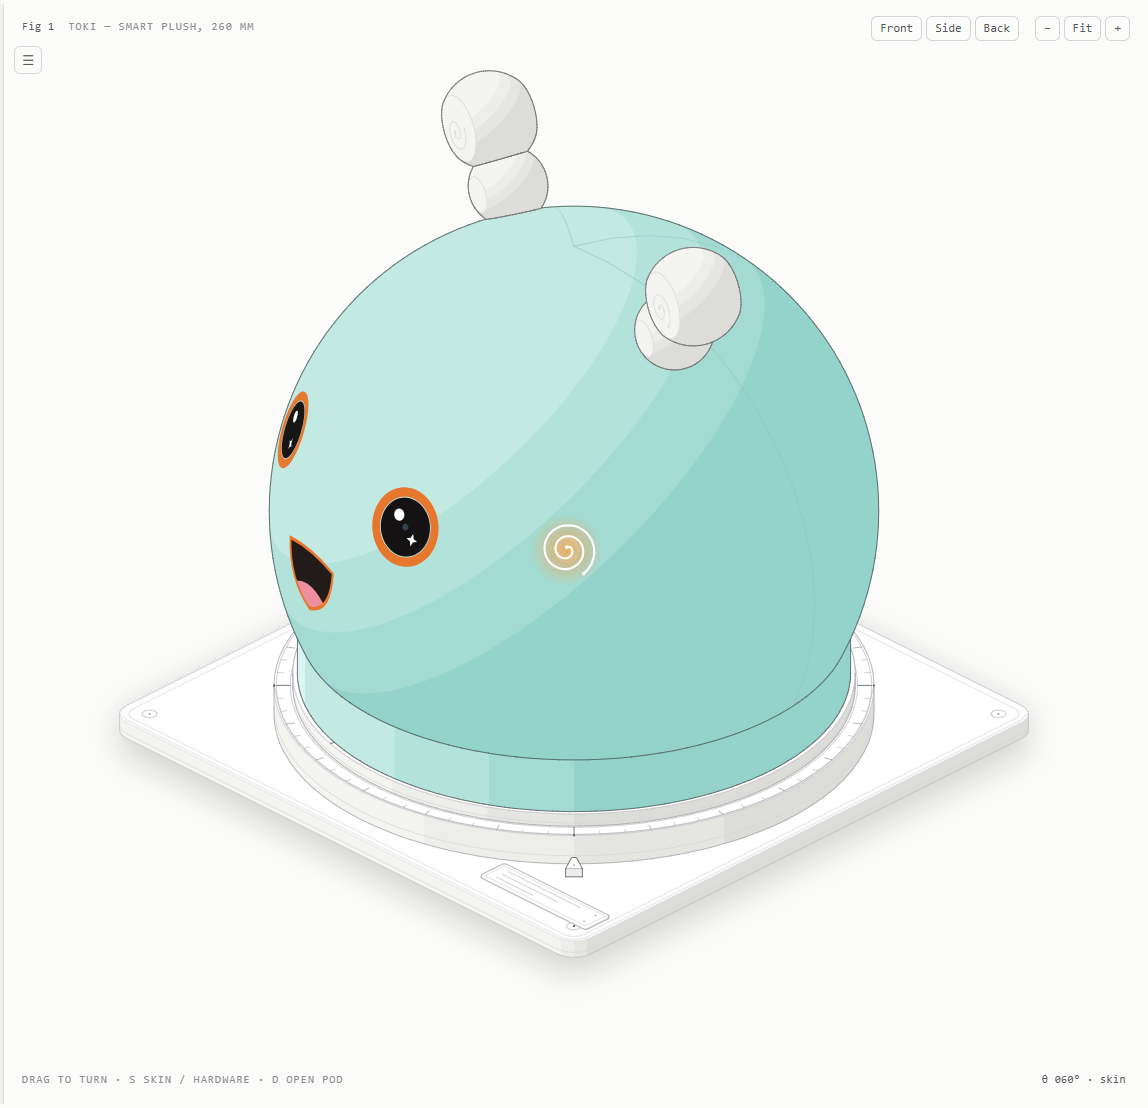 Fig 1 TOKI — SMART PLUSH, 260 MM
Front Side Back − Fit +
DRAG TO TURN · S SKIN / HARDWARE · D OPEN POD
θ 060° · skin